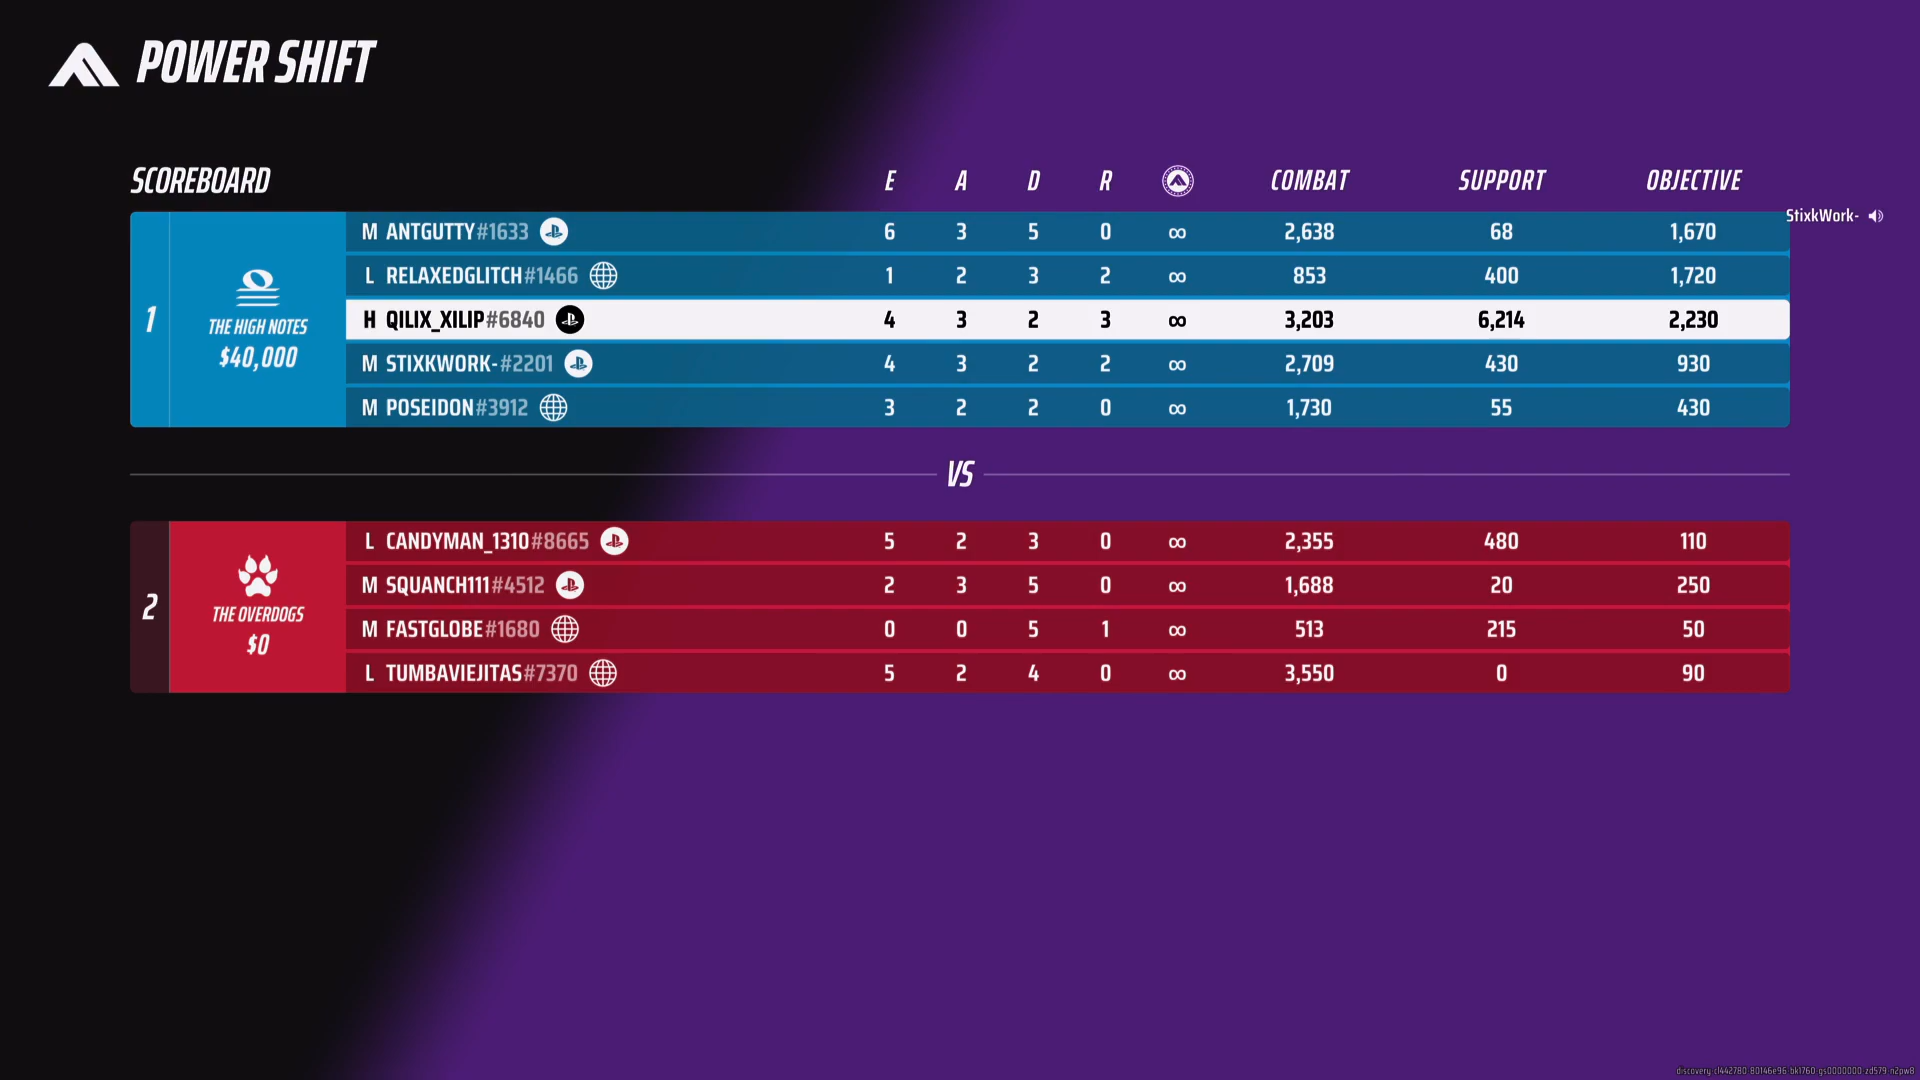 POWER SHIFT
SCOREBOARD E A D R COMBAT SUPPORT OBJECTIVE
StixkWork-
1 THE HIGH NOTES $40,000
M ANTGUTTY#1633 6 3 5 0 ∞ 2,638 68 1,670
L RELAXEDGLITCH#1466 1 2 3 2 ∞ 853 400 1,720
H QILIX_XILIP#6840 4 3 2 3 ∞ 3,203 6,214 2,230
M STIXKWORK-#2201 4 3 2 2 ∞ 2,709 430 930
M POSEIDON#3912 3 2 2 0 ∞ 1,730 55 430
VS
2 THE OVERDOGS $0
L CANDYMAN_1310#8665 5 2 3 0 ∞ 2,355 480 110
M SQUANCH111#4512 2 3 5 0 ∞ 1,688 20 250
M FASTGLOBE#1680 0 0 5 1 ∞ 513 215 50
L TUMBAVIEJITAS#7370 5 2 4 0 ∞ 3,550 0 90